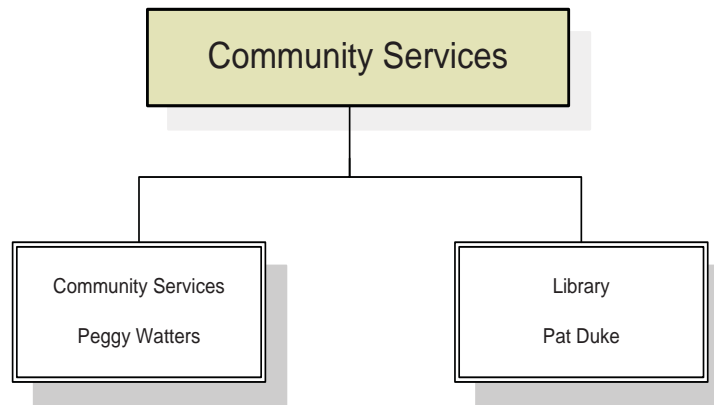 Community Services
Community Services
Peggy Watters
Library
Pat Duke